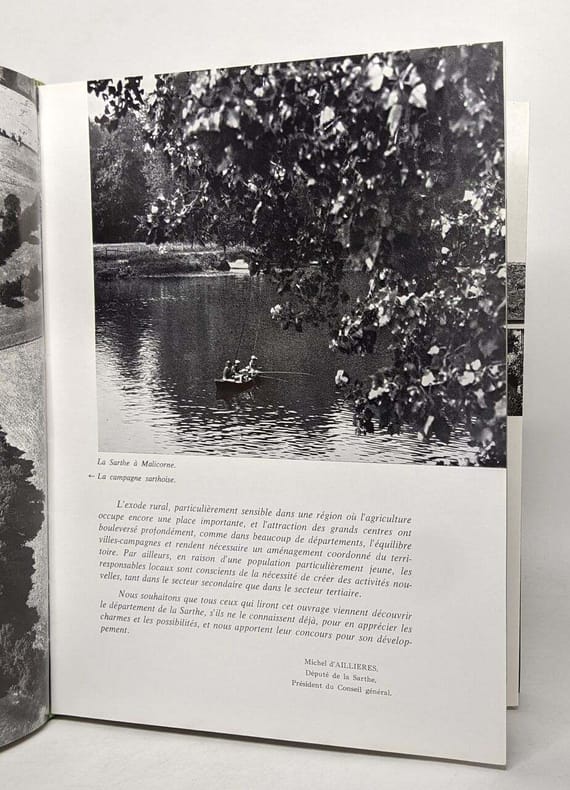 La Sarthe à Malicorne.
← La campagne sarthoise.
L'exode rural, particulièrement sensible dans une région où l'agriculture
occupe encore une place importante, et l'attraction des grands centres ont
bouleversé profondément, comme dans beaucoup de départements, l'équilibre
villes-campagnes et rendent nécessaire un aménagement coordonné du terri-
toire. Par ailleurs, en raison d'une population particulièrement jeune, les
responsables locaux sont conscients de la nécessité de créer des activités nou-
velles, tant dans le secteur secondaire que dans le secteur tertiaire.
Nous souhaitons que tous ceux qui liront cet ouvrage viennent découvrir
le département de la Sarthe, s'ils ne le connaissent déjà, pour en apprécier les
charmes et les possibilités, et nous apportent leur concours pour son dévelop-
pement.
Michel d'AILLIERES,
Député de la Sarthe,
Président du Conseil général.